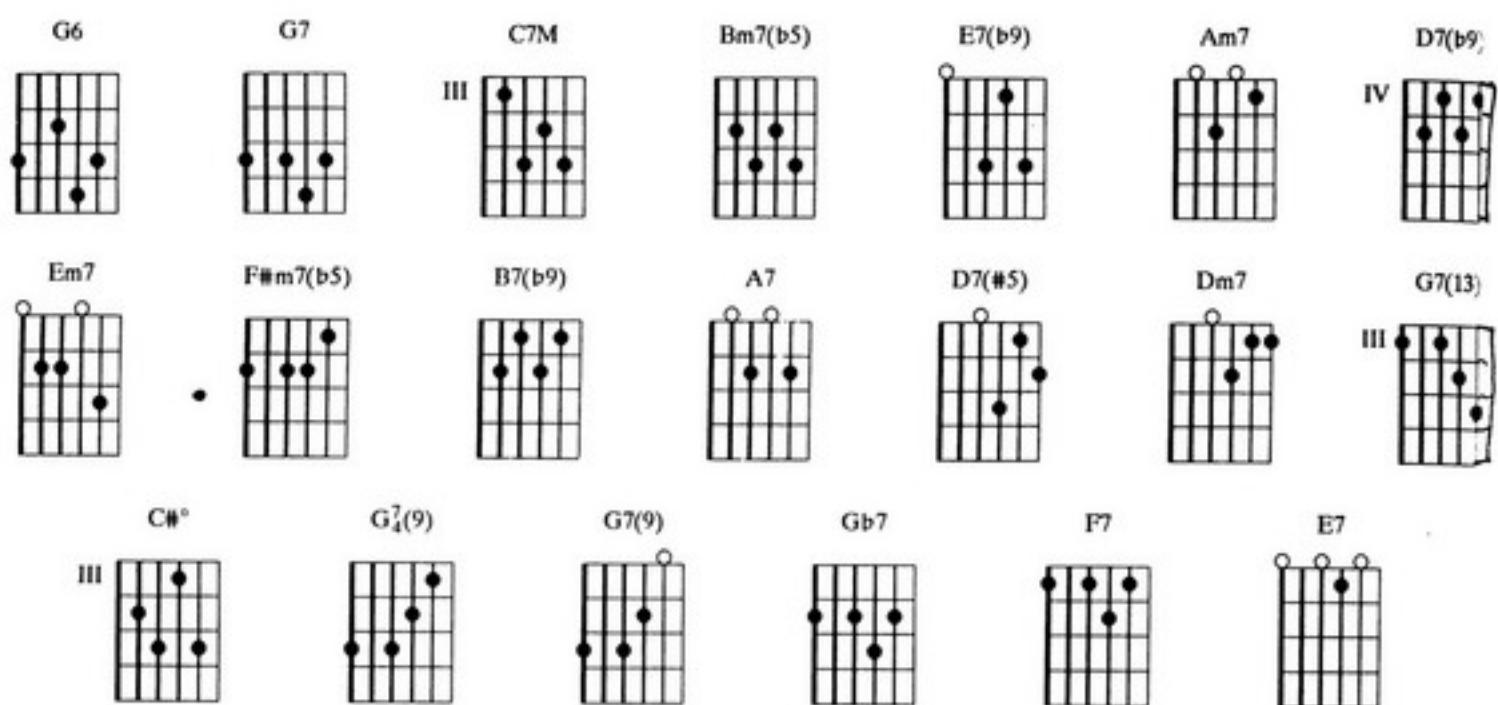 G6 G7 C7M Bm7(b5) E7(b9) Am7 D7(b9)
III IV
Em7 F#m7(b5) B7(b9) A7 D7(#5) Dm7 G7(13)
III
C#° G7/4(9) G7(9) Gb7 F7 E7
III